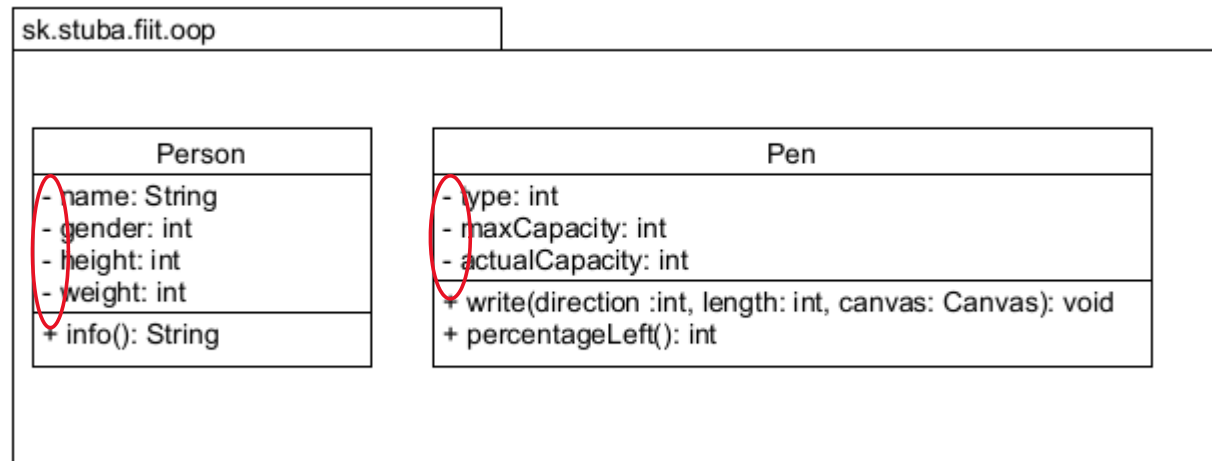 sk.stuba.fiit.oop
Person
- name: String
- gender: int
- height: int
- weight: int
+ info(): String
Pen
- type: int
- maxCapacity: int
- actualCapacity: int
+ write(direction :int, length: int, canvas: Canvas): void
+ percentageLeft(): int